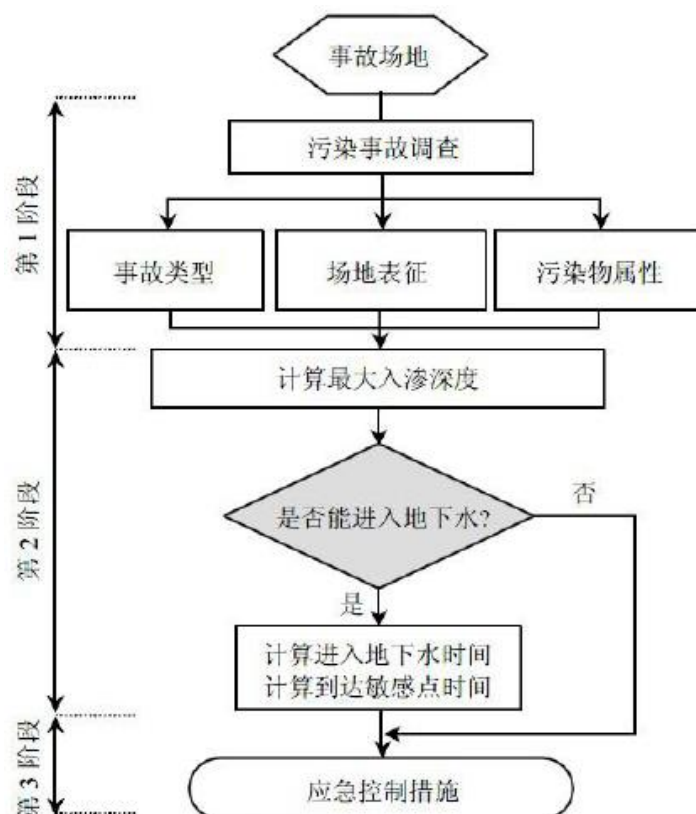 事故场地
污染事故调查
第 1 阶段
事故类型
场地表征
污染物属性
计算最大入渗深度
第 2 阶段
是否能进入地下水?
否
是
计算进入地下水时间
计算到达敏感点时间
第 3 阶段
应急控制措施